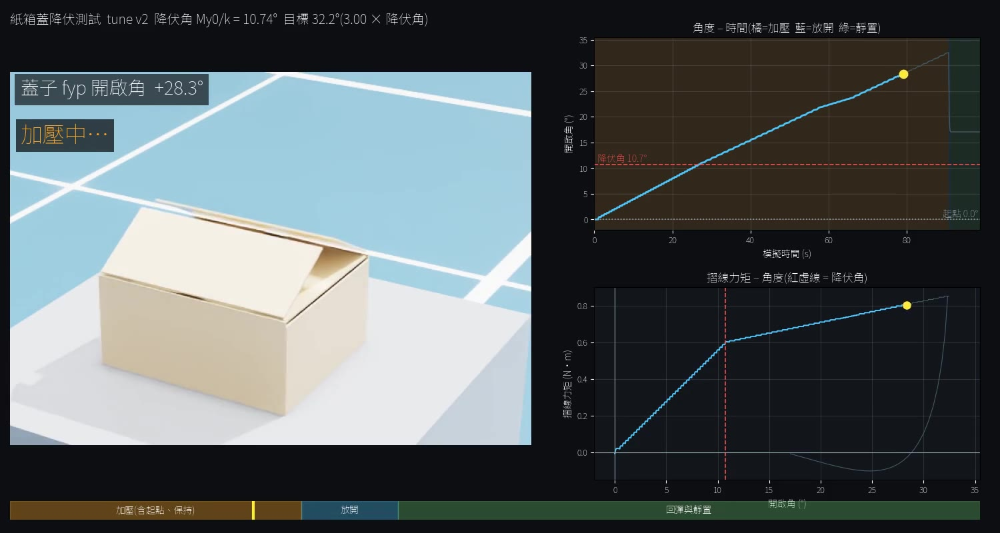 紙箱蓋降伏測試  tune v2  降伏角 My0/k = 10.74°  目標 32.2°(3.00 × 降伏角)
蓋子 fyp 開啟角  +28.3°
加壓中⋯
角度 – 時間(橘=加壓  藍=放開  綠=靜置)
35
30
25
20
15
10
5
0
開啟角 (°)
降伏角 10.7°
起點 0.0°
0 20 40 60 80
模擬時間 (s)
摺線力矩 – 角度(紅虛線 = 降伏角)
0.8
0.6
0.4
0.2
0.0
摺線力矩 (N·m)
0 5 10 15 20 25 30 35
開啟角 (°)
加壓(含起點、保持)
放開
回彈與靜置